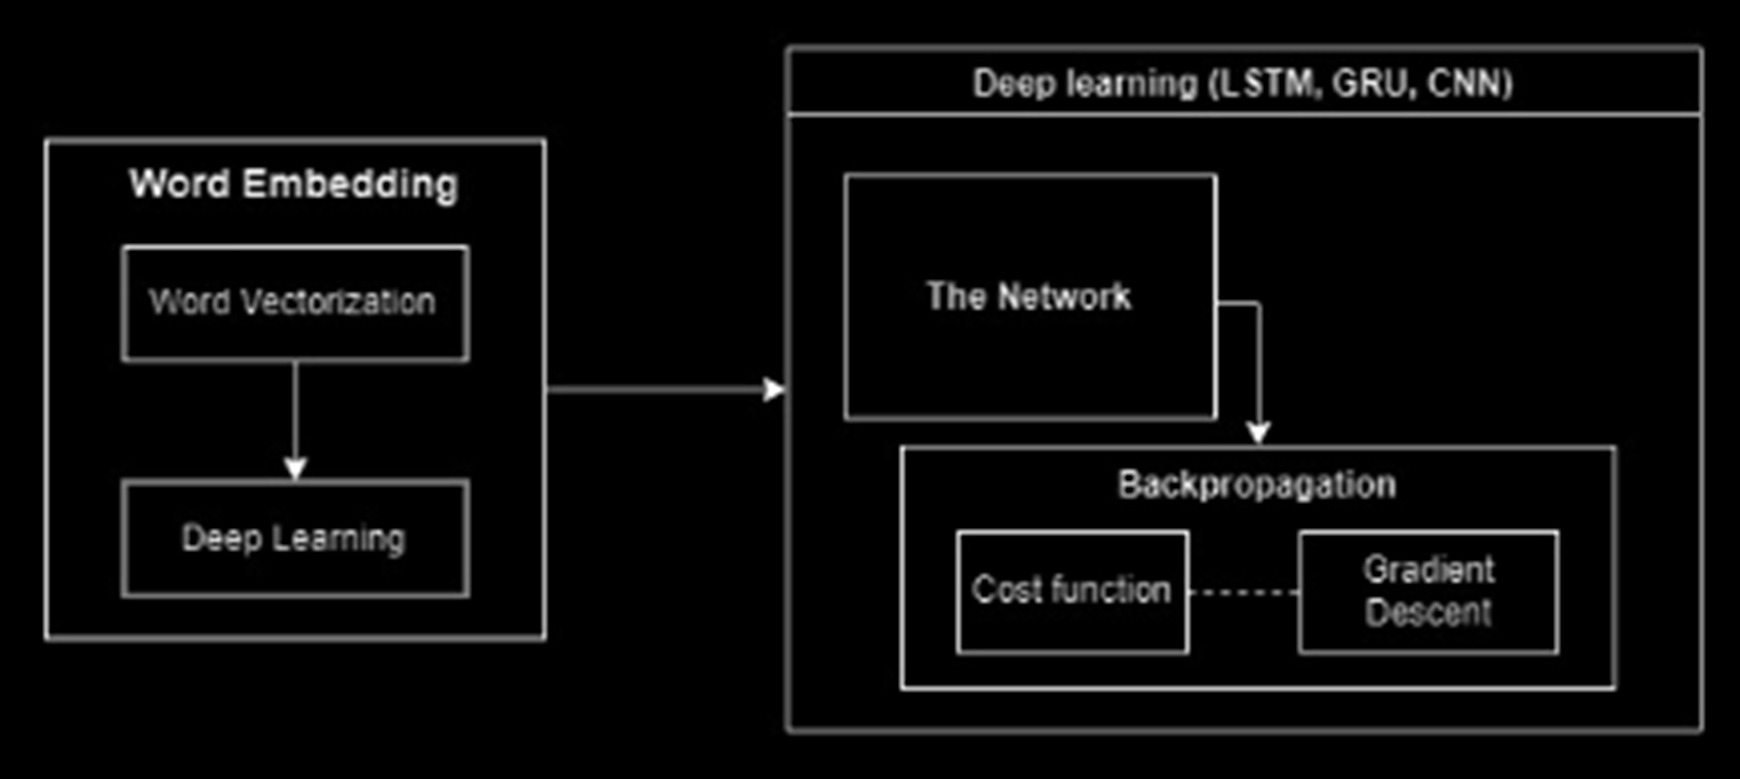 Word Embedding
Word Vectorization
Deep Learning
Deep learning (LSTM, GRU, CNN)
The Network
Backpropagation
Cost function
Gradient
Descent